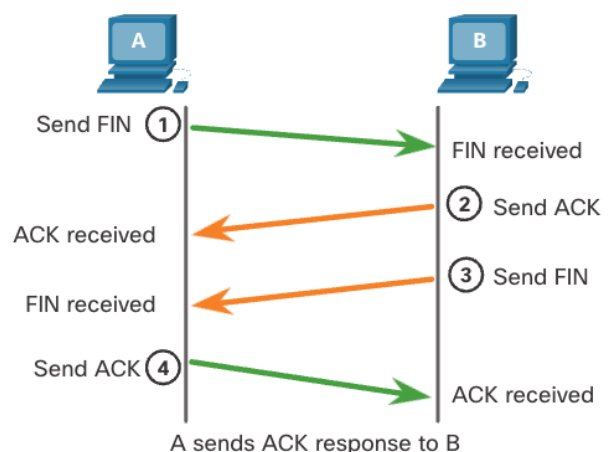 A
B
Send FIN 1
FIN received
2 Send ACK
ACK received
3 Send FIN
FIN received
Send ACK 4
ACK received
A sends ACK response to B